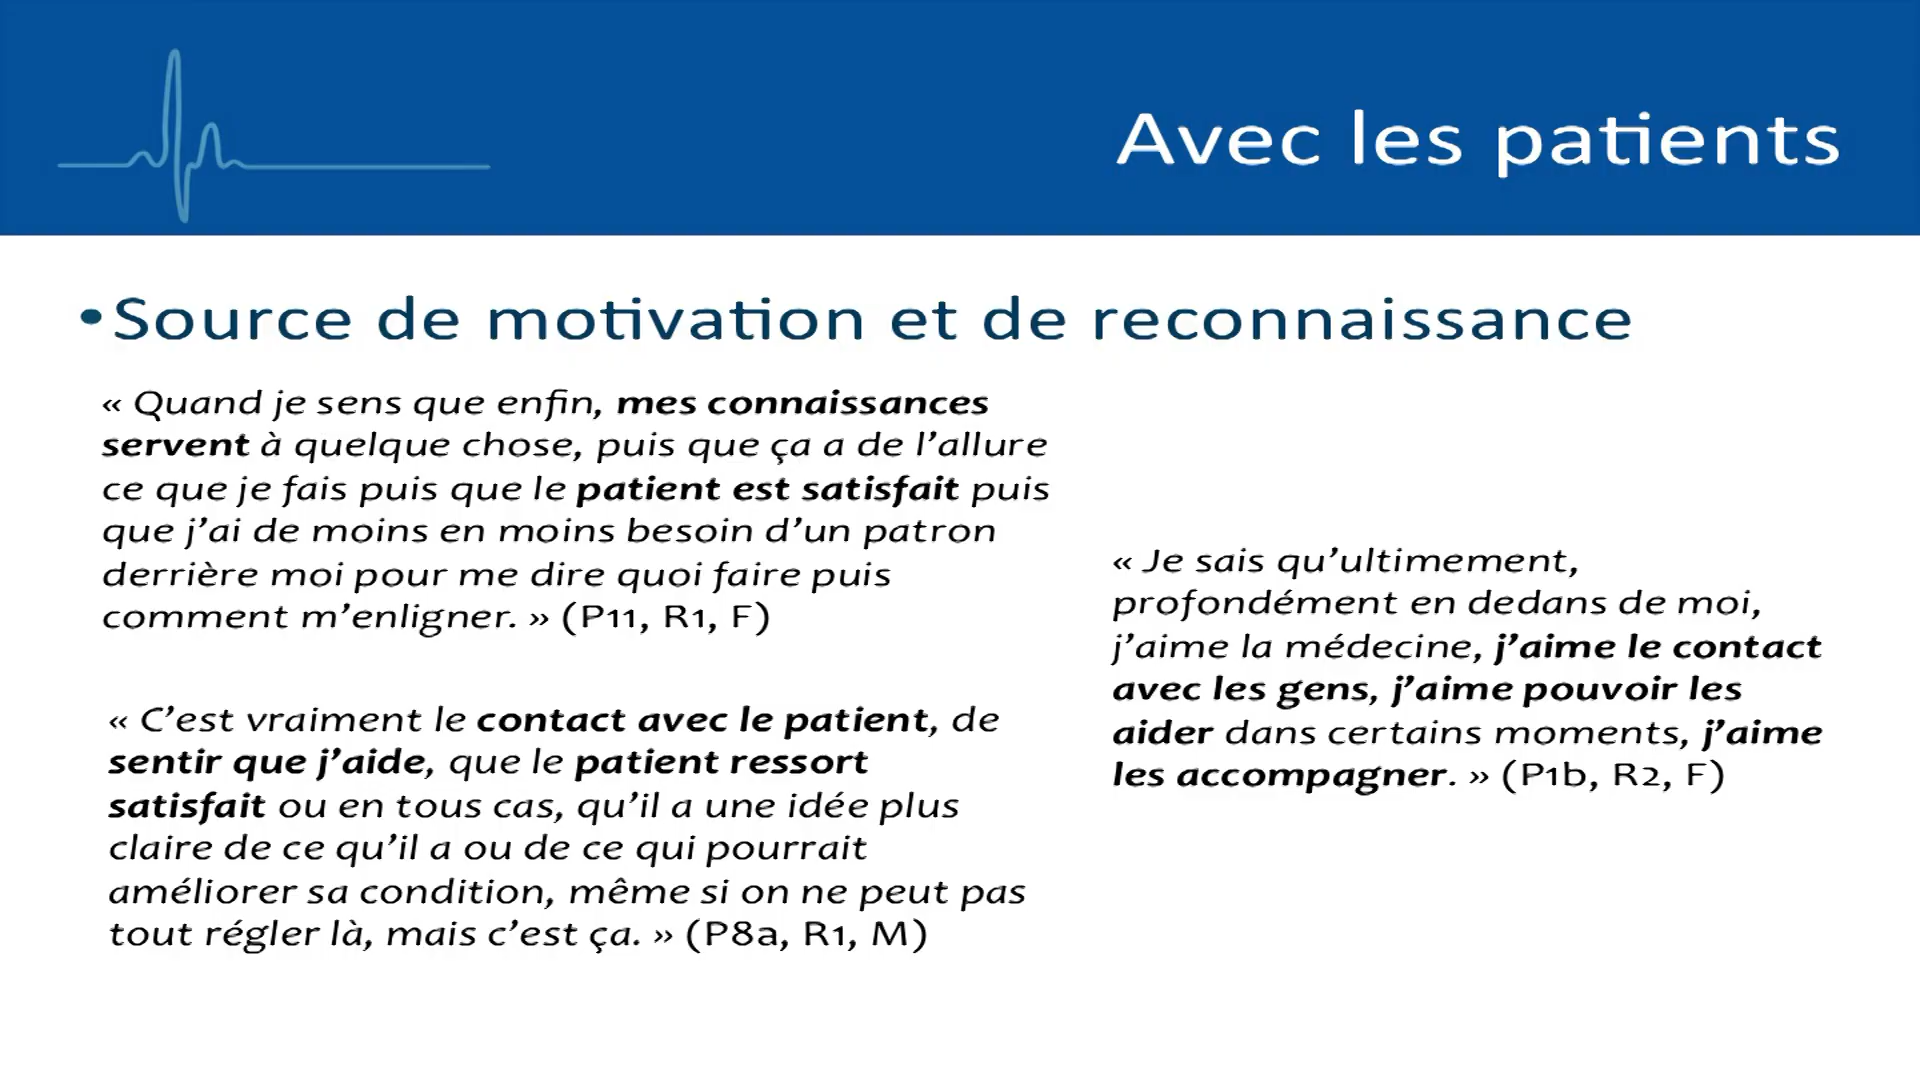 Avec les patients
•Source de motivation et de reconnaissance
« Quand je sens que enfin, mes connaissances
servent à quelque chose, puis que ça a de l’allure
ce que je fais puis que le patient est satisfait puis
que j’ai de moins en moins besoin d’un patron
derrière moi pour me dire quoi faire puis
comment m’enligner. » (P11, R1, F)
« C’est vraiment le contact avec le patient, de
sentir que j’aide, que le patient ressort
satisfait ou en tous cas, qu’il a une idée plus
claire de ce qu’il a ou de ce qui pourrait
améliorer sa condition, même si on ne peut pas
tout régler là, mais c’est ça. » (P8a, R1, M)
« Je sais qu’ultimement,
profondément en dedans de moi,
j’aime la médecine, j’aime le contact
avec les gens, j’aime pouvoir les
aider dans certains moments, j’aime
les accompagner. » (P1b, R2, F)